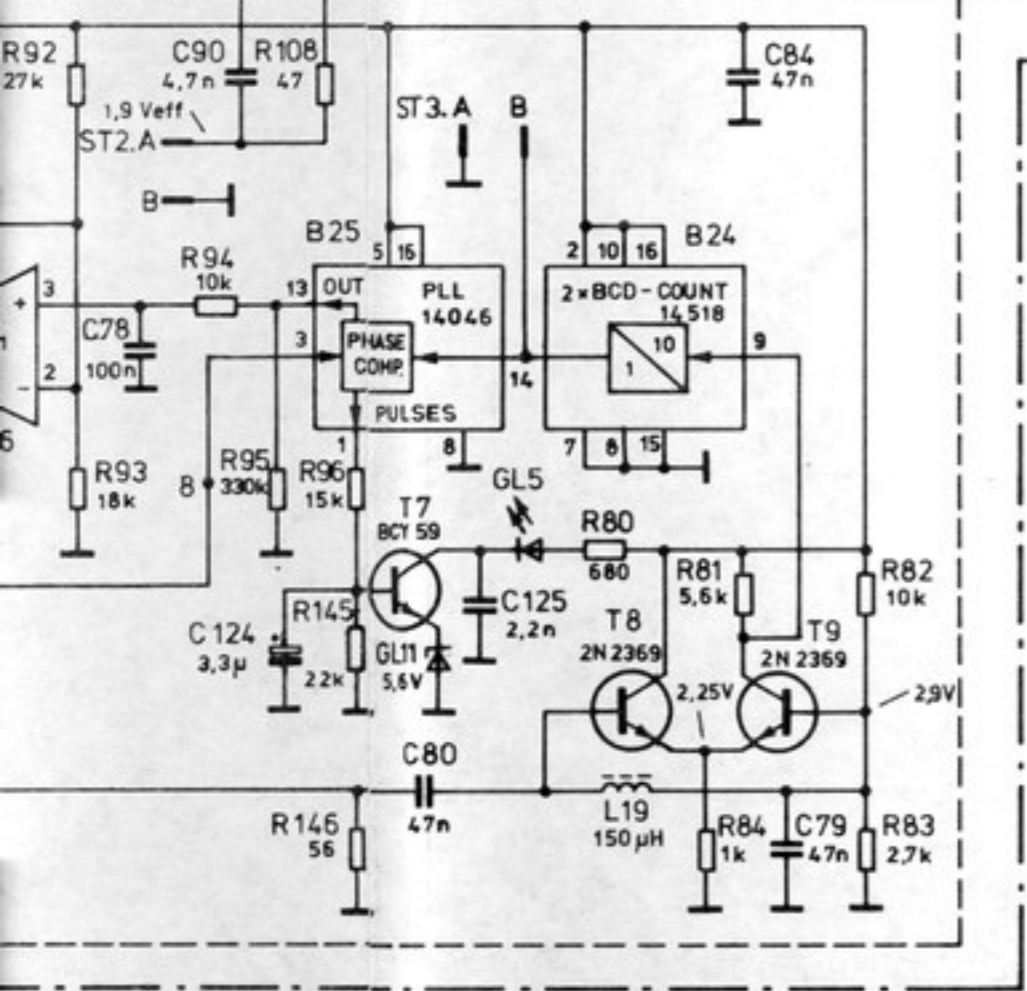 R92
27k
C90
4,7n
R108
47
C84
47n
1,9 Veff
ST2.A
B
ST3.A
B
B25
5
16
2
10
16
B24
R94
10k
13
OUT
PLL
14046
2×BCD-COUNT
14518
+
3
C78
100n
3
PHASE
COMP.
14
10
1
9
-
2
PULSES
1
8
7
8
15
R93
18k
8
R95
330k
R96
15k
GL5
T7
BCY 59
R80
680
R81
5,6k
R82
10k
C124
+
3,3µ
R145
22k
GL11
5,6V
C125
2,2n
T8
2N 2369
T9
2N 2369
2,25V
2,9V
C80
47n
L19
150 µH
R146
56
R84
1k
C79
47n
R83
2,7k